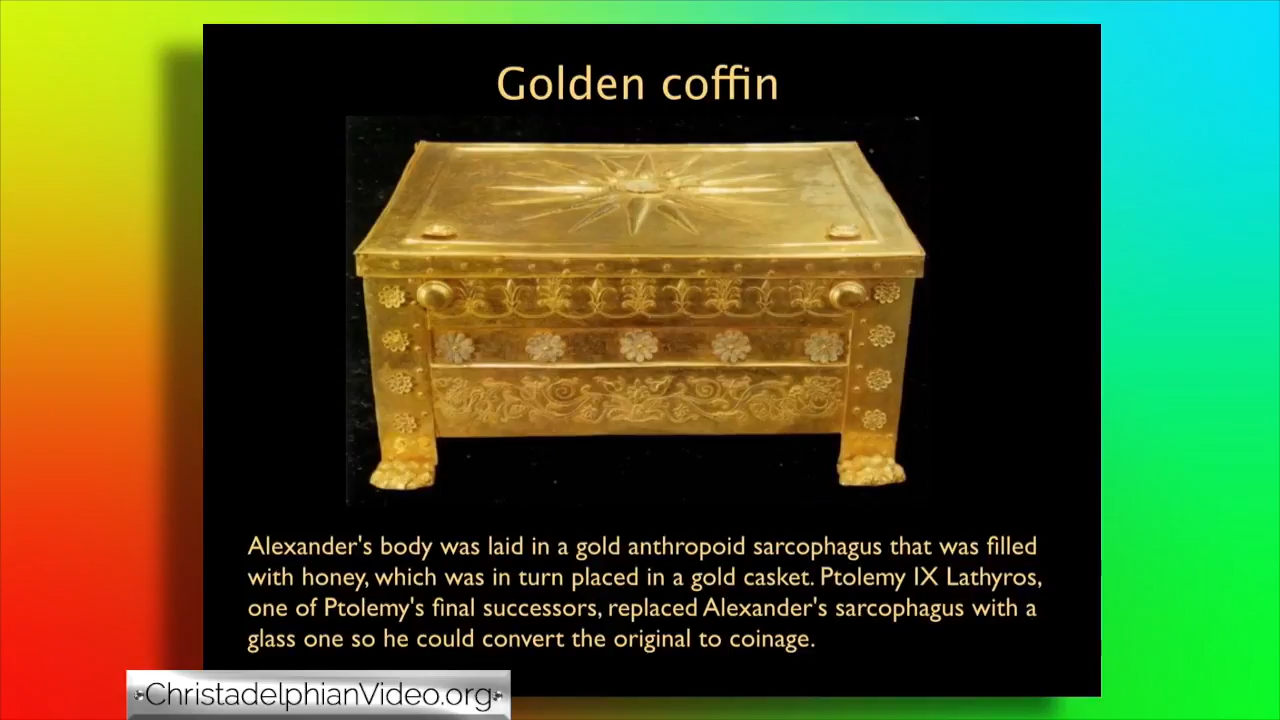 Golden coffin
Alexander's body was laid in a gold anthropoid sarcophagus that was filled
with honey, which was in turn placed in a gold casket. Ptolemy IX Lathyros,
one of Ptolemy's final successors, replaced Alexander's sarcophagus with a
glass one so he could convert the original to coinage.
ChristadelphianVideo.org